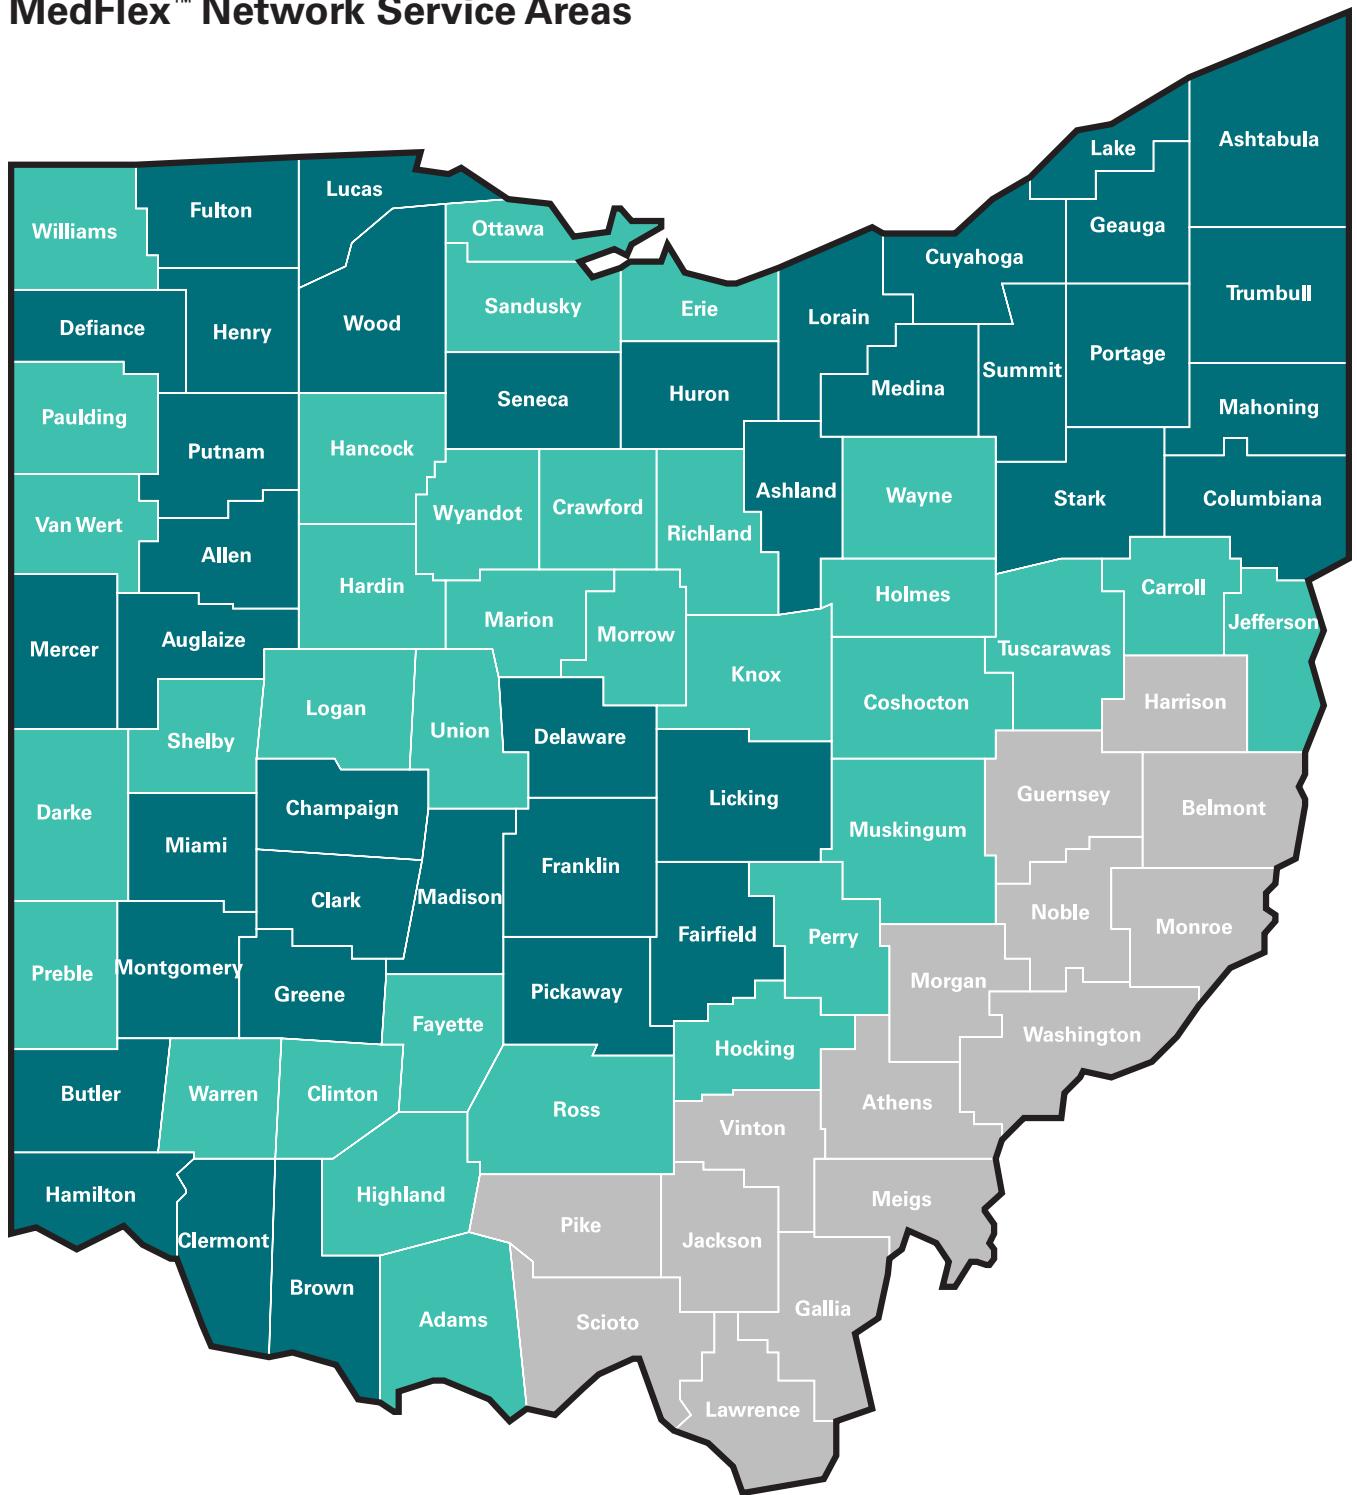 MedFlex™ Network Service Areas
Ashtabula
Lake
Lucas
Fulton
Geauga
Ottawa
Williams
Cuyahoga
Trumbull
Sandusky
Erie
Lorain
Wood
Defiance
Henry
Portage
Summit
Medina
Huron
Seneca
Mahoning
Paulding
Hancock
Putnam
Ashland
Wayne
Stark
Columbiana
Crawford
Wyandot
Van Wert
Richland
Allen
Hardin
Carroll
Holmes
Marion
Jefferson
Morrow
Auglaize
Mercer
Tuscarawas
Knox
Coshocton
Harrison
Logan
Union
Delaware
Shelby
Guernsey
Licking
Belmont
Champaign
Darke
Muskingum
Miami
Franklin
Clark
Madison
Noble
Monroe
Fairfield
Perry
Montgomery
Preble
Morgan
Pickaway
Greene
Fayette
Washington
Hocking
Butler
Warren
Clinton
Athens
Ross
Vinton
Hamilton
Highland
Meigs
Pike
Clermont
Jackson
Brown
Gallia
Adams
Scioto
Lawrence